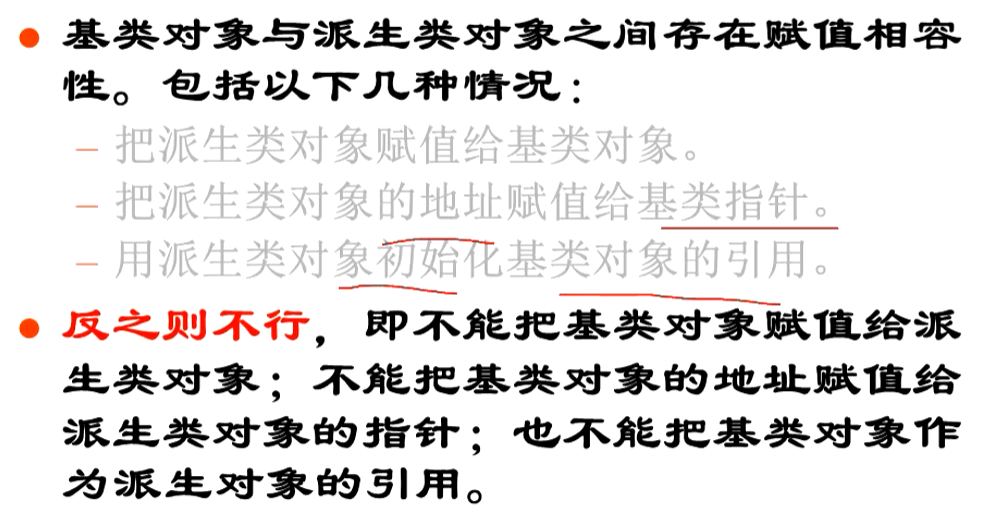 ● 基类对象与派生类对象之间存在赋值相容
性。包括以下几种情况：
– 把派生类对象赋值给基类对象。
– 把派生类对象的地址赋值给基类指针。
– 用派生类对象初始化基类对象的引用。
● 反之则不行，即不能把基类对象赋值给派
生类对象；不能把基类对象的地址赋值给
派生类对象的指针；也不能把基类对象作
为派生对象的引用。